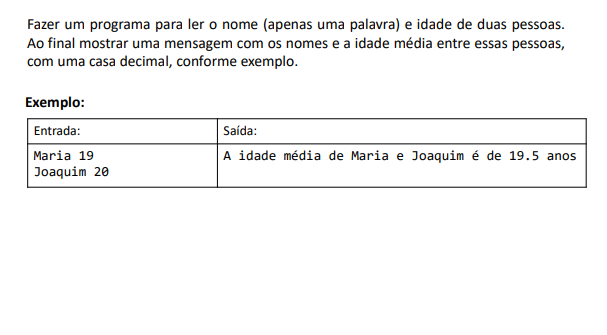 Fazer um programa para ler o nome (apenas uma palavra) e idade de duas pessoas.
Ao final mostrar uma mensagem com os nomes e a idade média entre essas pessoas,
com uma casa decimal, conforme exemplo.
Exemplo:
Entrada:
Saída:
Maria 19
Joaquim 20
A idade média de Maria e Joaquim é de 19.5 anos